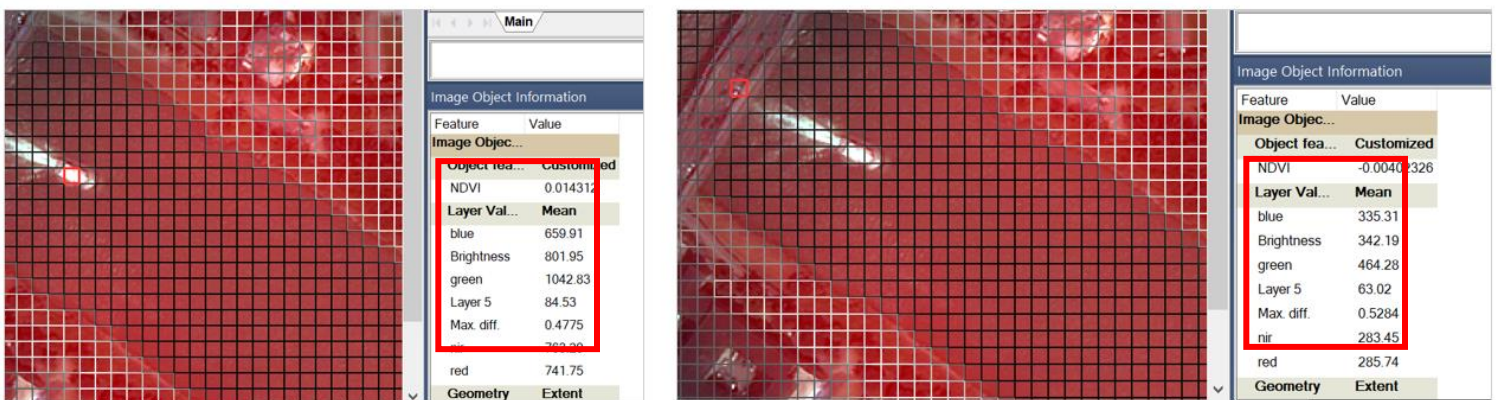 Main
Image Object Information
Feature Value
Image Objec...
Object fea... Customized
NDVI 0.014312
Layer Val... Mean
blue 659.91
Brightness 801.95
green 1042.83
Layer 5 84.53
Max. diff. 0.4775
nir
red 741.75
Geometry Extent
Image Object Information
Feature Value
Image Objec...
Object fea... Customized
NDVI -0.00402326
Layer Val... Mean
blue 335.31
Brightness 342.19
green 464.28
Layer 5 63.02
Max. diff. 0.5284
nir 283.45
red 285.74
Geometry Extent